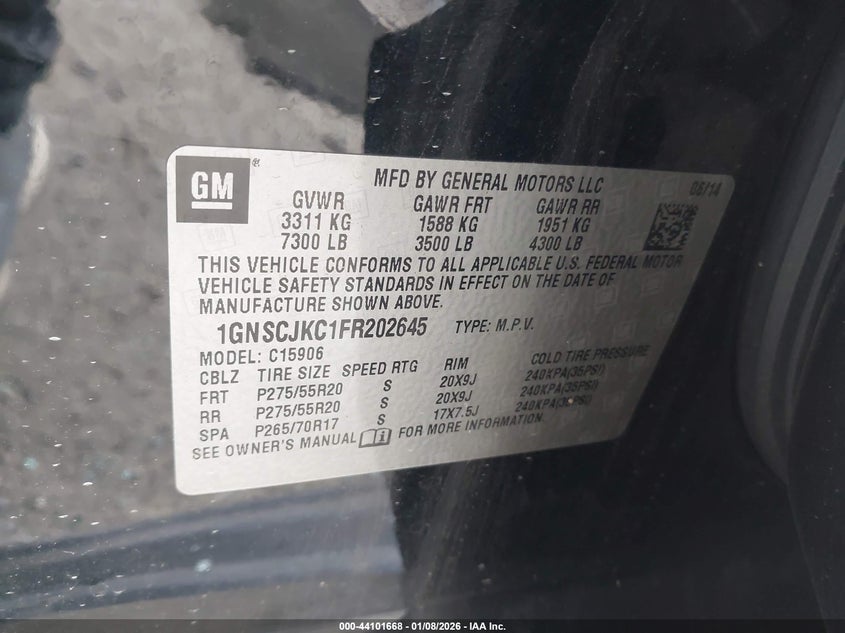 GM ®
MFD BY GENERAL MOTORS LLC 06/14
GVWR GAWR FRT GAWR RR
3311 KG 1588 KG 1951 KG
7300 LB 3500 LB 4300 LB
THIS VEHICLE CONFORMS TO ALL APPLICABLE U.S. FEDERAL MOTOR
VEHICLE SAFETY STANDARDS IN EFFECT ON THE DATE OF
MANUFACTURE SHOWN ABOVE.
1GNSCJKC1FR202645 TYPE: M.P.V.
MODEL: C15906
CBLZ TIRE SIZE SPEED RTG RIM COLD TIRE PRESSURE
FRT P275/55R20 S 20X9J 240KPA(35PSI)
RR P275/55R20 S 20X9J 240KPA(35PSI)
SPA P265/70R17 S 17X7.5J 240KPA(35PSI)
SEE OWNER'S MANUAL FOR MORE INFORMATION.
000-44101668 - 01/08/2026 - IAA Inc.